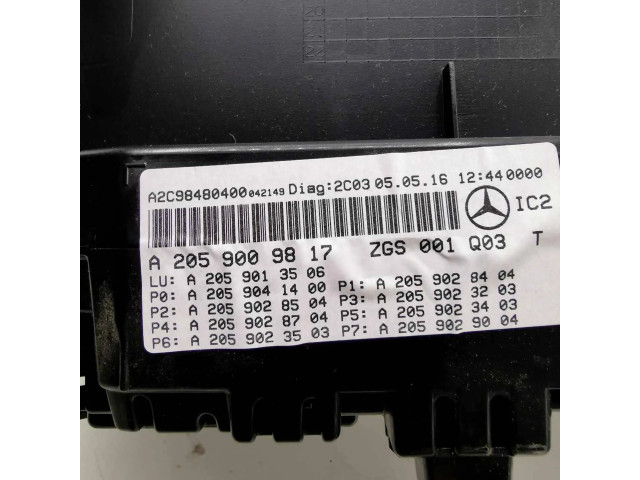 A2C98480400042149 Diag:2C03 05.05.16 12:440000
IC2
A 205 900 98 17 ZGS 001 Q03 T
LU: A 205 901 35 06
P0: A 205 904 14 00 P1: A 205 902 84 04
P2: A 205 902 85 04 P3: A 205 902 32 03
P4: A 205 902 87 04 P5: A 205 902 34 03
P6: A 205 902 35 03 P7: A 205 902 90 04